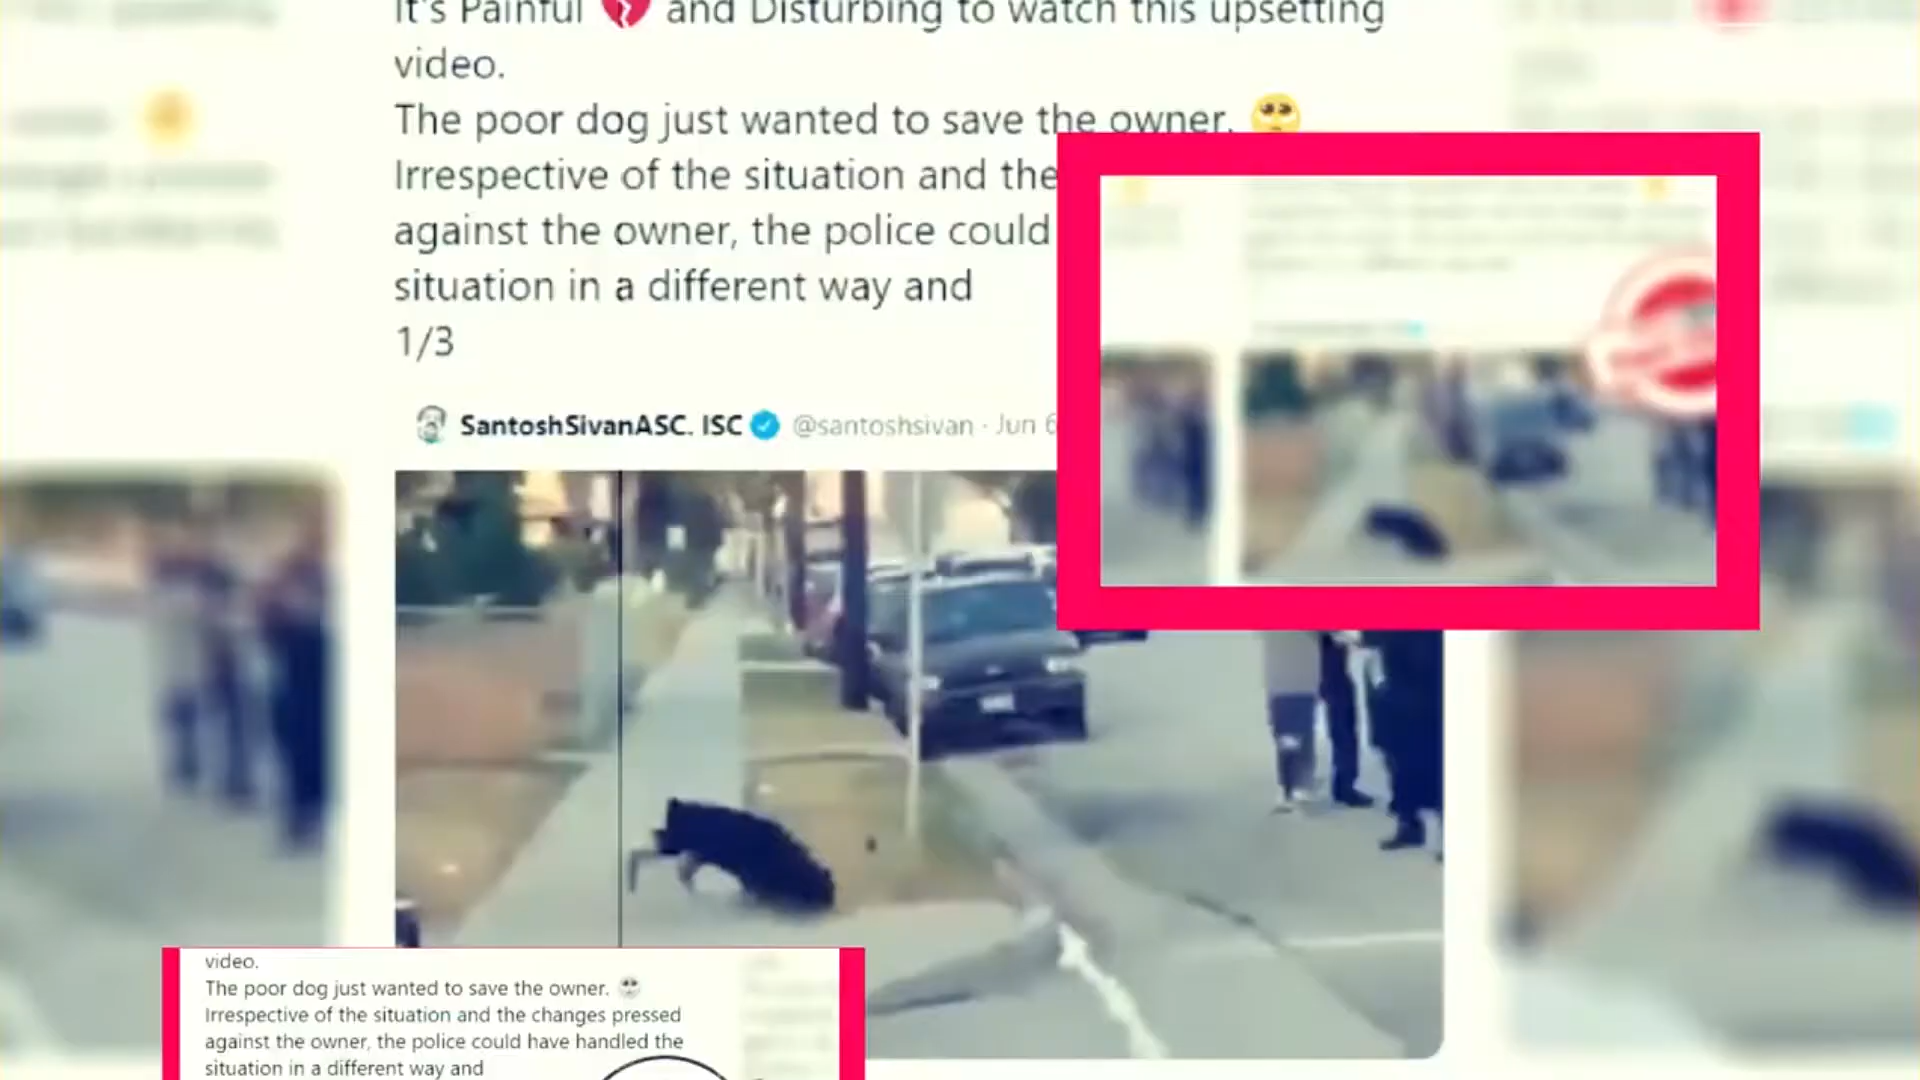 It's Painful 💔 and Disturbing to watch this upsetting
video.
The poor dog just wanted to save the owner. 🥺
Irrespective of the situation and the
against the owner, the police could
situation in a different way and
1/3
SantoshSivanASC. ISC @santoshsivan · Jun 6
video.
The poor dog just wanted to save the owner. 🥺
Irrespective of the situation and the changes pressed
against the owner, the police could have handled the
situation in a different way and